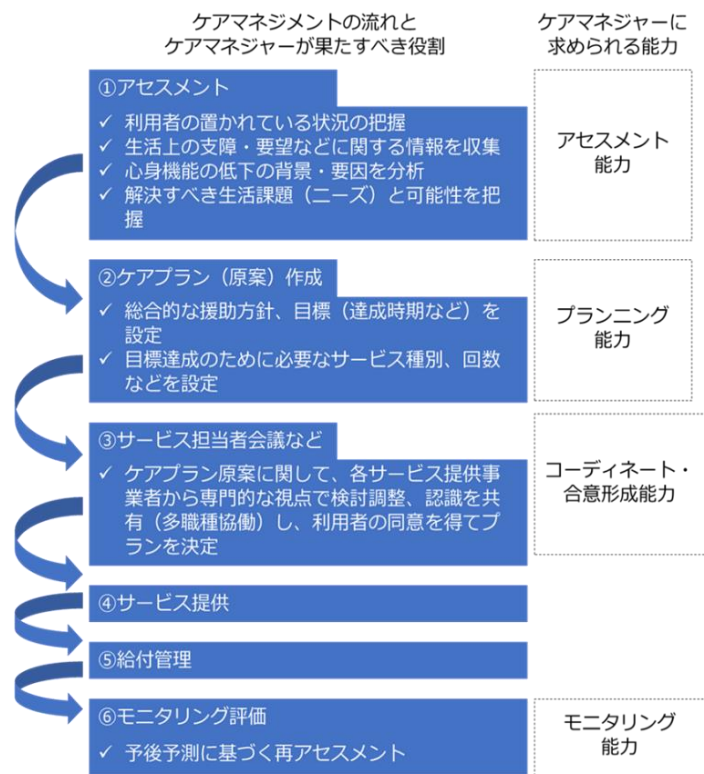 ケアマネジメントの流れと
ケアマネジャーが果たすべき役割
ケアマネジャーに
求められる能力
①アセスメント
✓ 利用者の置かれている状況の把握
✓ 生活上の支障・要望などに関する情報を収集
✓ 心身機能の低下の背景・要因を分析
✓ 解決すべき生活課題（ニーズ）と可能性を把
握
アセスメント
能力
②ケアプラン（原案）作成
✓ 総合的な援助方針、目標（達成時期など）を
設定
✓ 目標達成のために必要なサービス種別、回数
などを設定
プランニング
能力
③サービス担当者会議など
✓ ケアプラン原案に関して、各サービス提供事
業者から専門的な視点で検討調整、認識を共
有（多職種協働）し、利用者の同意を得てプ
ランを決定
コーディネート・
合意形成能力
④サービス提供
⑤給付管理
⑥モニタリング評価
✓ 予後予測に基づく再アセスメント
モニタリング
能力